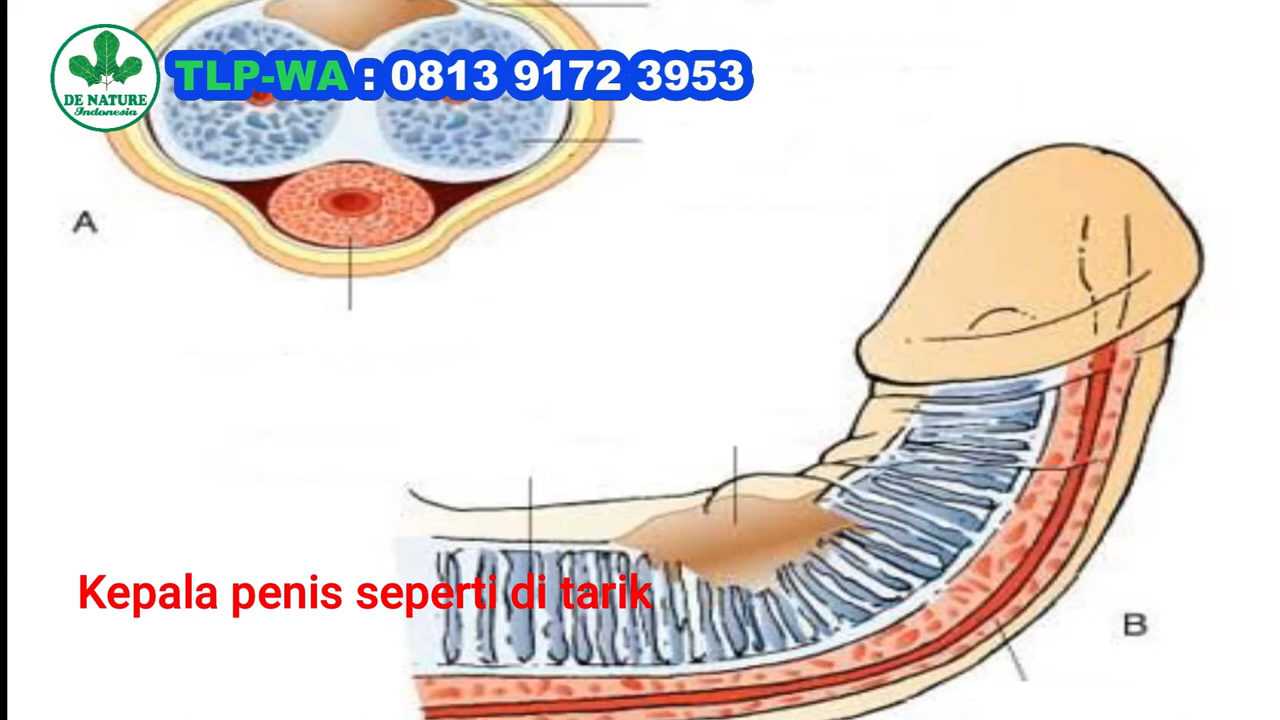 TLP-WA : 0813 9172 3953
DE NATURE
Indonesia
A
Kepala penis seperti di tarik
B